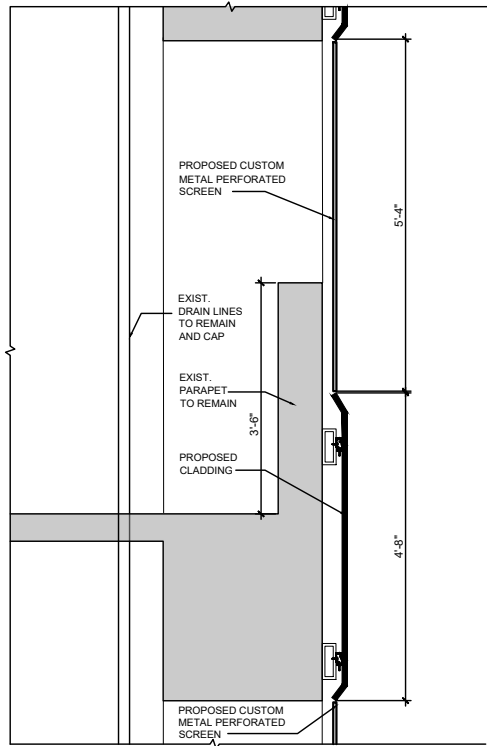 PROPOSED CUSTOM
METAL PERFORATED
SCREEN
5'-4"
EXIST.
DRAIN LINES
TO REMAIN
AND CAP
EXIST.
PARAPET
TO REMAIN
3'-6"
PROPOSED
CLADDING
4'-8"
PROPOSED CUSTOM
METAL PERFORATED
SCREEN